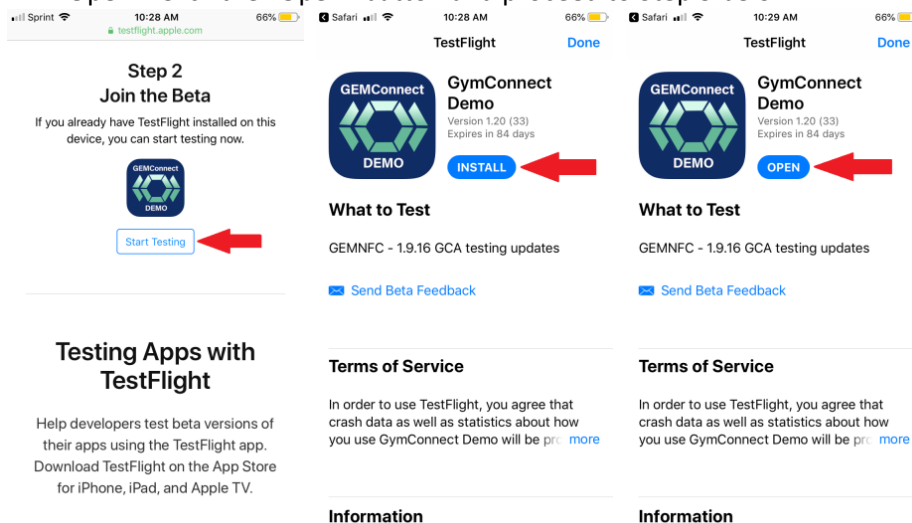 Sprint 10:28 AM 66%
testflight.apple.com
Step 2
Join the Beta
If you already have TestFlight installed on this
device, you can start testing now.
GEMConnect
DEMO
Start Testing
Testing Apps with
TestFlight
Help developers test beta versions of
their apps using the TestFlight app.
Download TestFlight on the App Store
for iPhone, iPad, and Apple TV.
Safari 10:28 AM 66%
TestFlight Done
GEMConnect
DEMO
GymConnect
Demo
Version 1.20 (33)
Expires in 84 days
INSTALL
What to Test
GEMNFC - 1.9.16 GCA testing updates
Send Beta Feedback
Terms of Service
In order to use TestFlight, you agree that
crash data as well as statistics about how
you use GymConnect Demo will be pro more
Information
Safari 10:29 AM 66%
TestFlight Done
GEMConnect
DEMO
GymConnect
Demo
Version 1.20 (33)
Expires in 84 days
OPEN
What to Test
GEMNFC - 1.9.16 GCA testing updates
Send Beta Feedback
Terms of Service
In order to use TestFlight, you agree that
crash data as well as statistics about how
you use GymConnect Demo will be pro more
Information